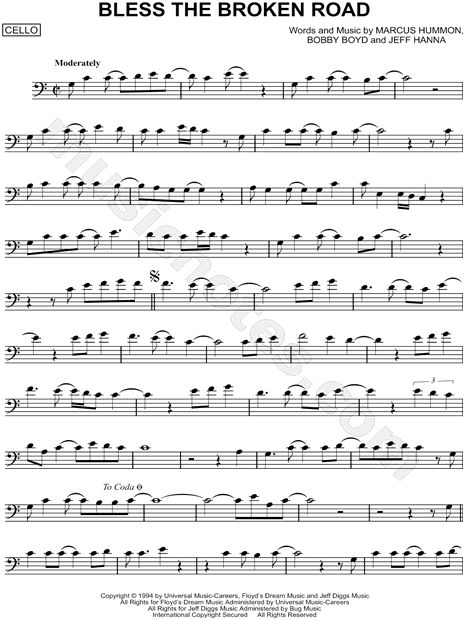 BLESS THE BROKEN ROAD
CELLO
Words and Music by MARCUS HUMMON,
BOBBY BOYD and JEFF HANNA
Moderately
musicnotes.com
3
To Coda
Copyright © 1994 by Universal Music-Careers, Floyd's Dream Music and Jeff Diggs Music
All Rights for Floyd's Dream Music Administered by Universal Music-Careers
All Rights for Jeff Diggs Music Administered by Bug Music
International Copyright Secured All Rights Reserved